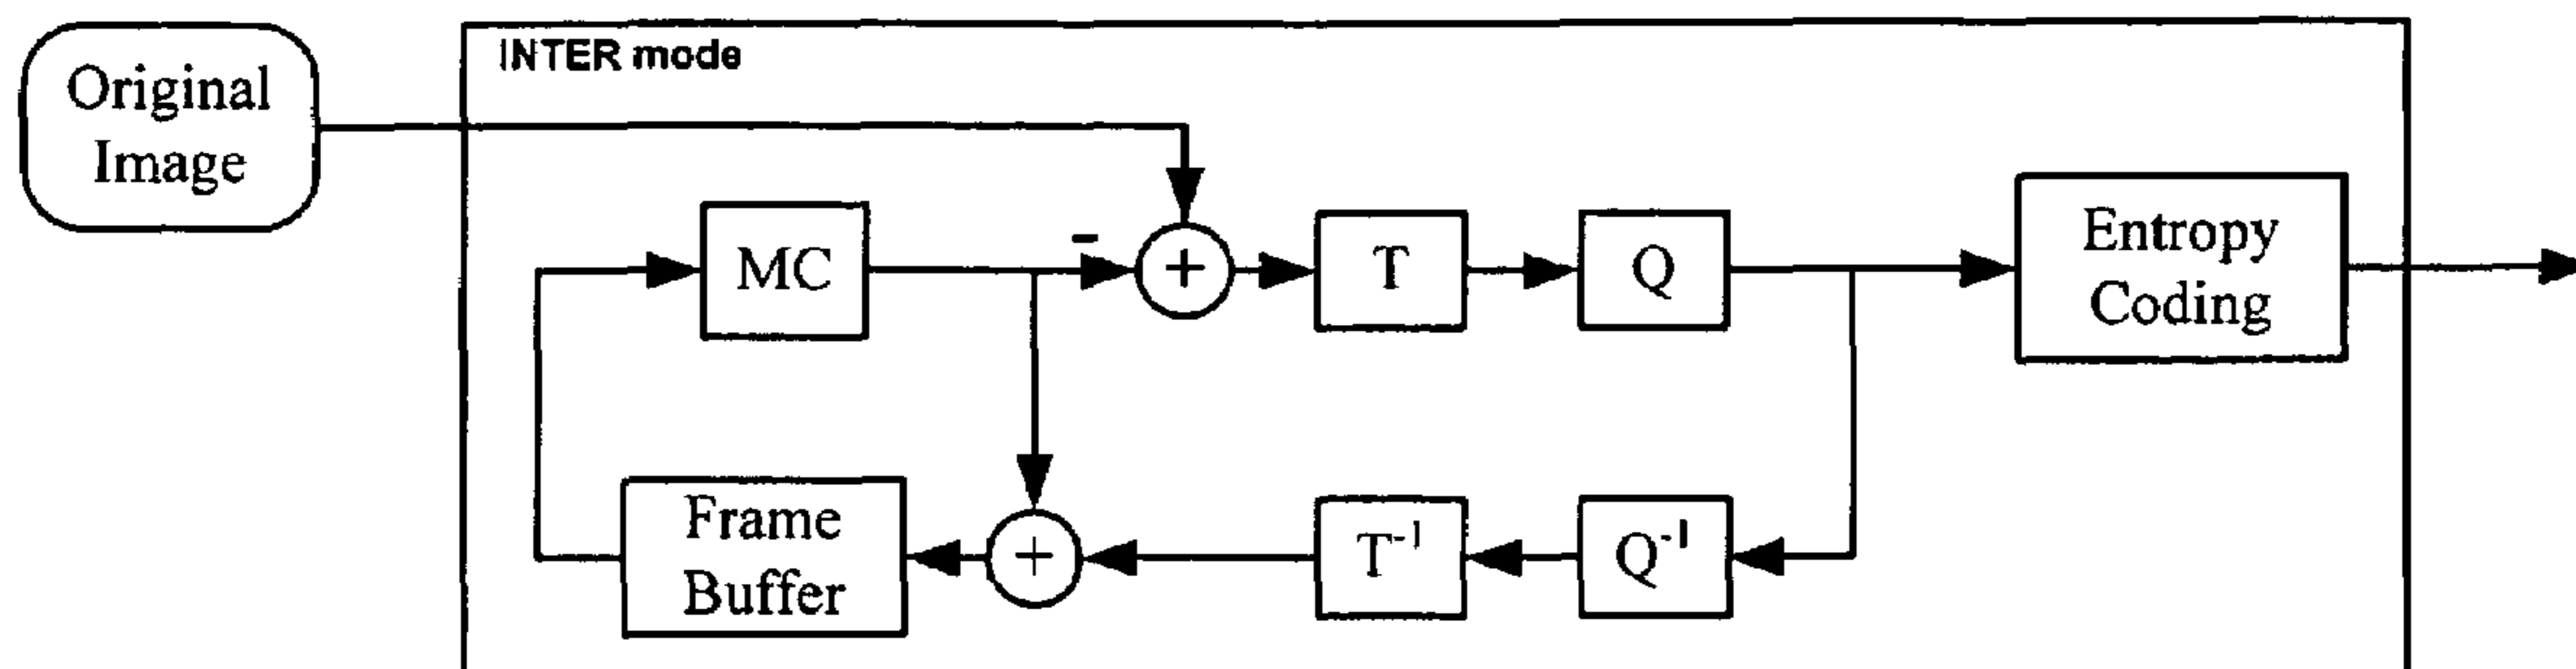 INTER mode
Original
Image
-
MC
+
T
Q
Entropy
Coding
Frame
Buffer
+
T-1
Q-1